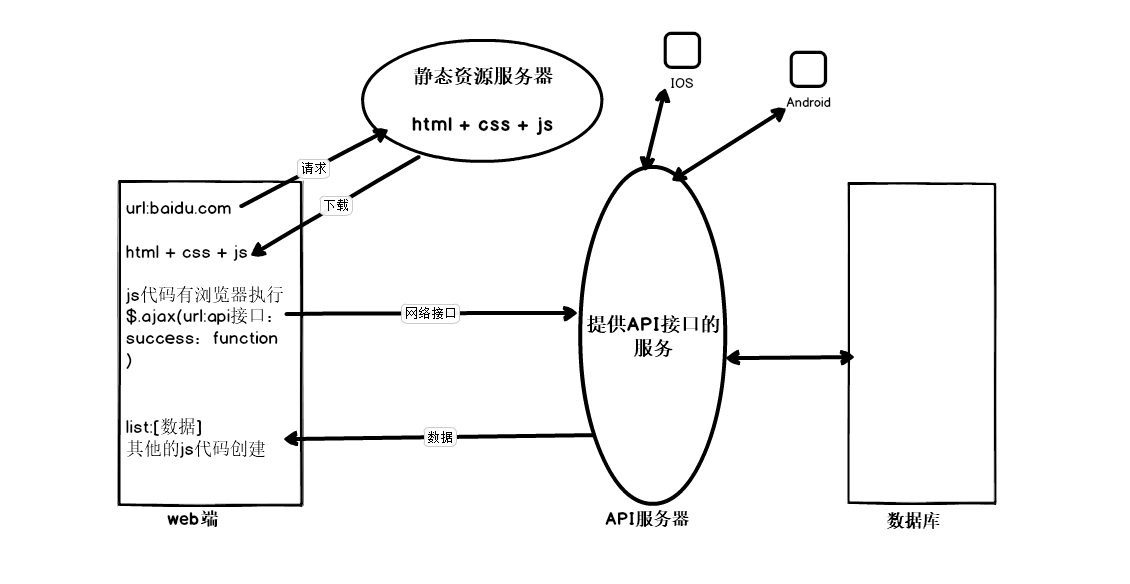 静态资源服务器
html + css + js
IOS
Android
请求
下载
url:baidu.com
html + css + js
js代码有浏览器执行
$.ajax(url:api接口：
success：function
)
网络接口
提供API接口的
服务
list:[数据]
其他的js代码创建
数据
web端
API服务器
数据库